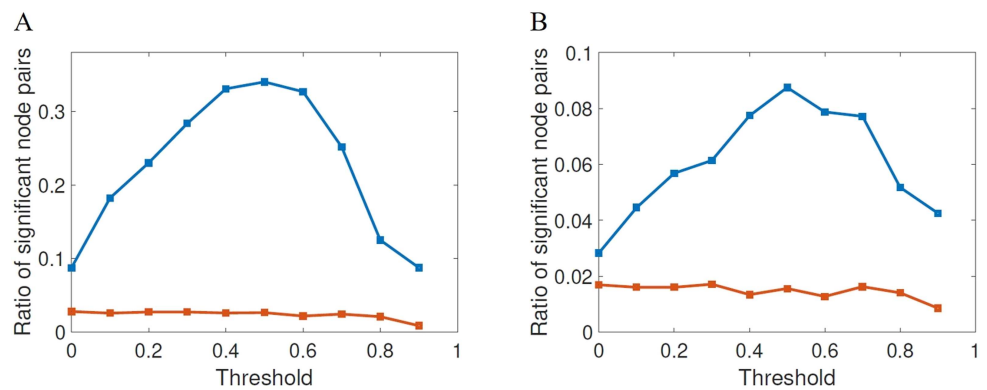 A
Ratio of significant node pairs
0.3
0.2
0.1
0
0 0.2 0.4 0.6 0.8 1
Threshold
B
Ratio of significant node pairs
0.1
0.08
0.06
0.04
0.02
0
0 0.2 0.4 0.6 0.8 1
Threshold